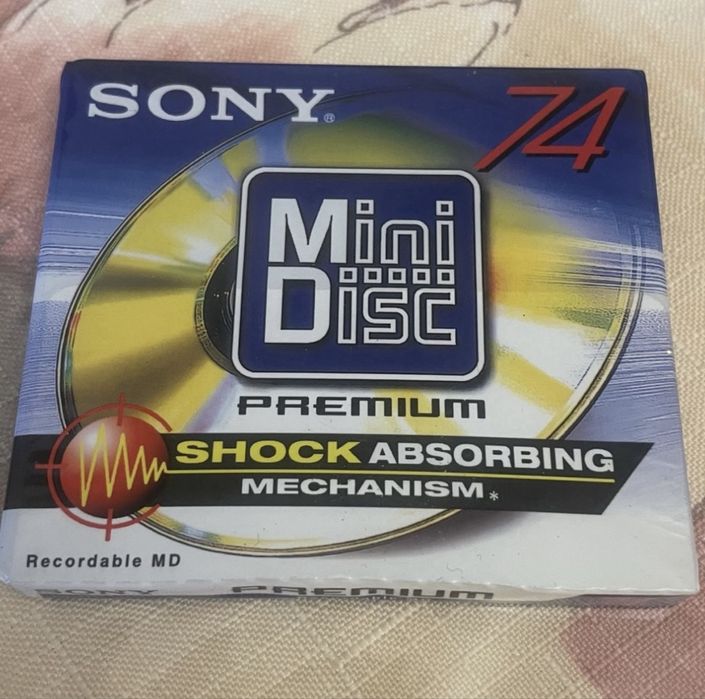 SONY® 74
Mini
Disc
PREMIUM
SHOCK ABSORBING
MECHANISM*
Recordable MD
SONY PREMIUM